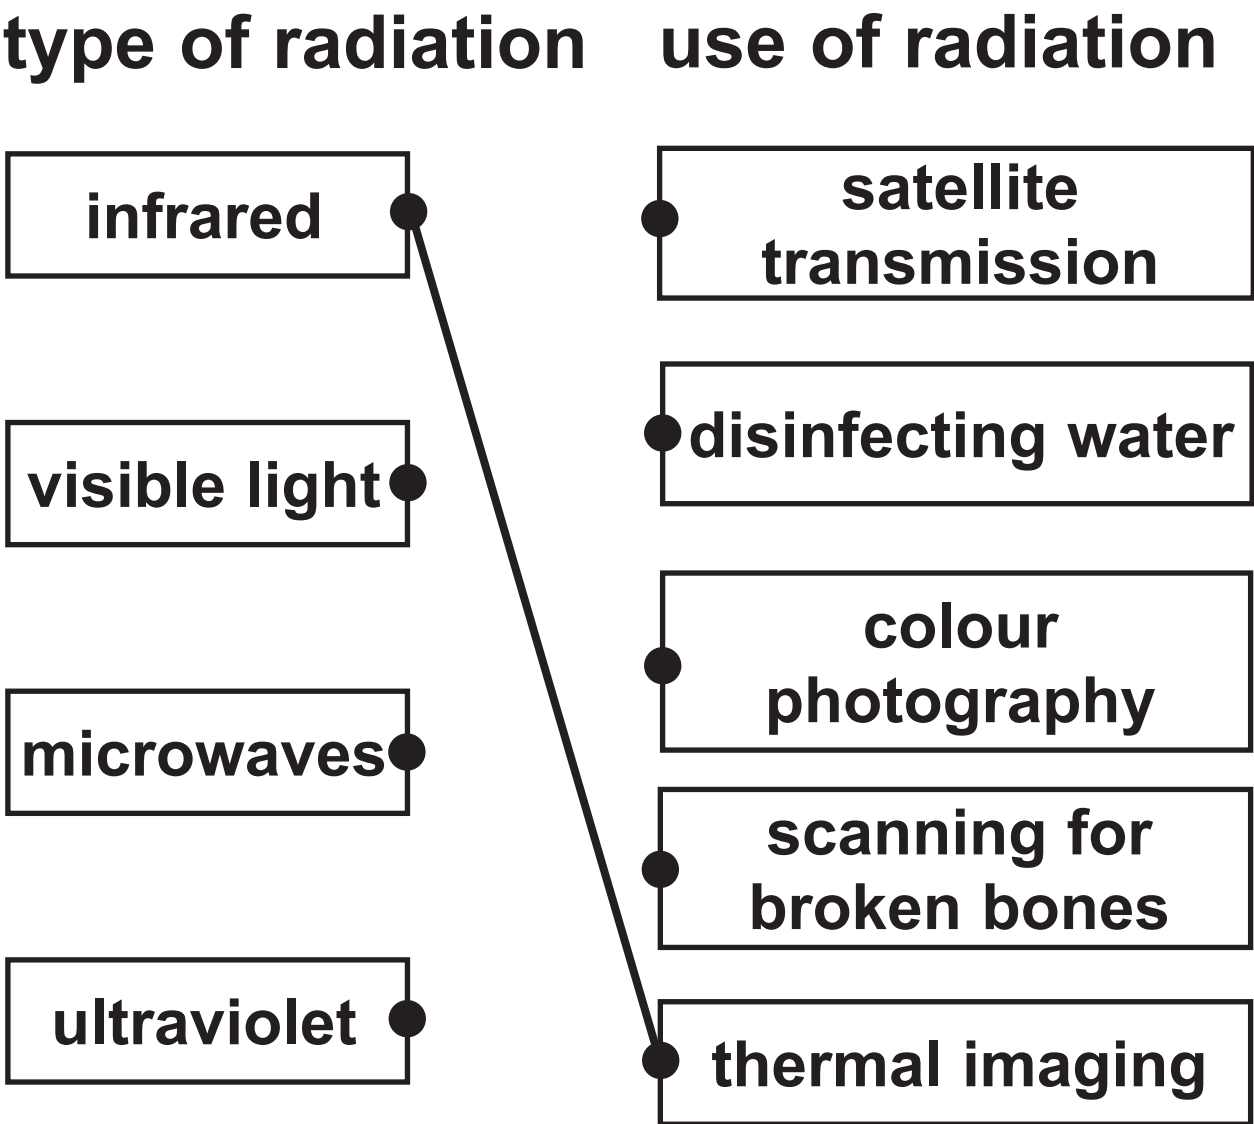 type of radiation
use of radiation
infrared
visible light
microwaves
ultraviolet
satellite
transmission
disinfecting water
colour
photography
scanning for
broken bones
thermal imaging